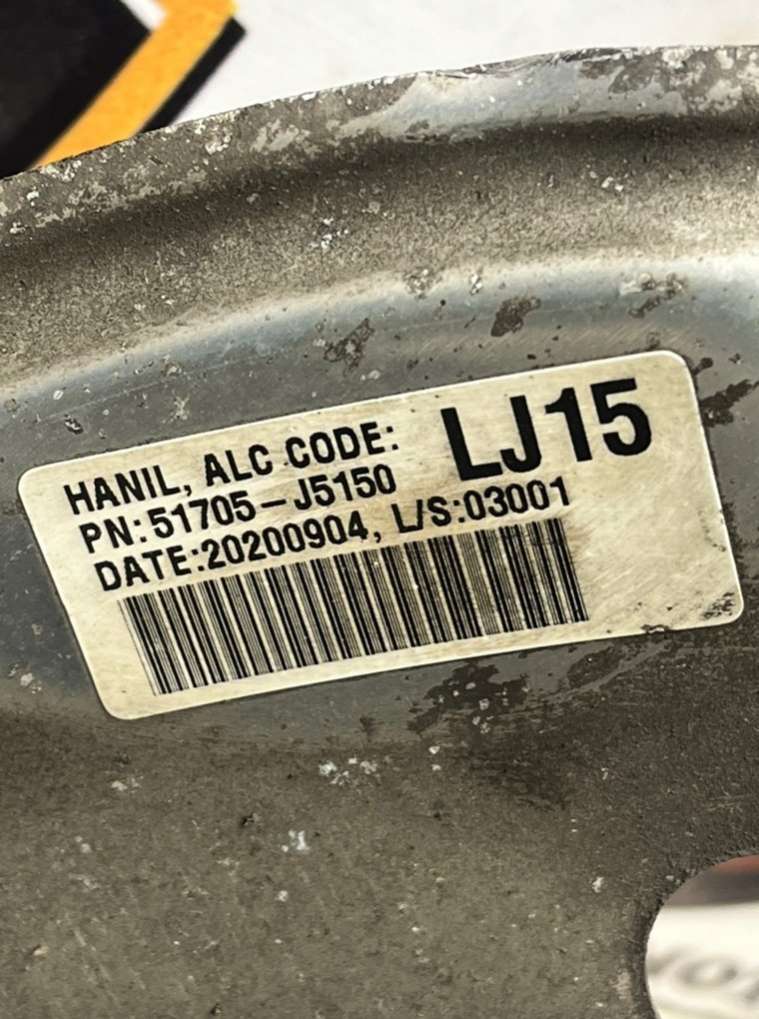 HANIL, ALC CODE: LJ15
PN:51705-J5150
DATE:20200904, L/S:03001